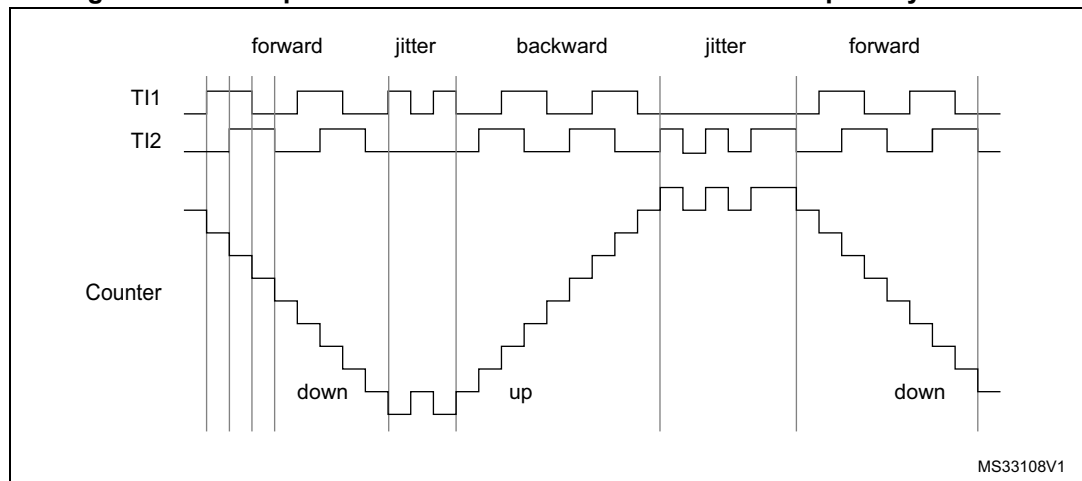 forward jitter backward jitter forward
TI1
TI2
Counter
down up down
MS33108V1